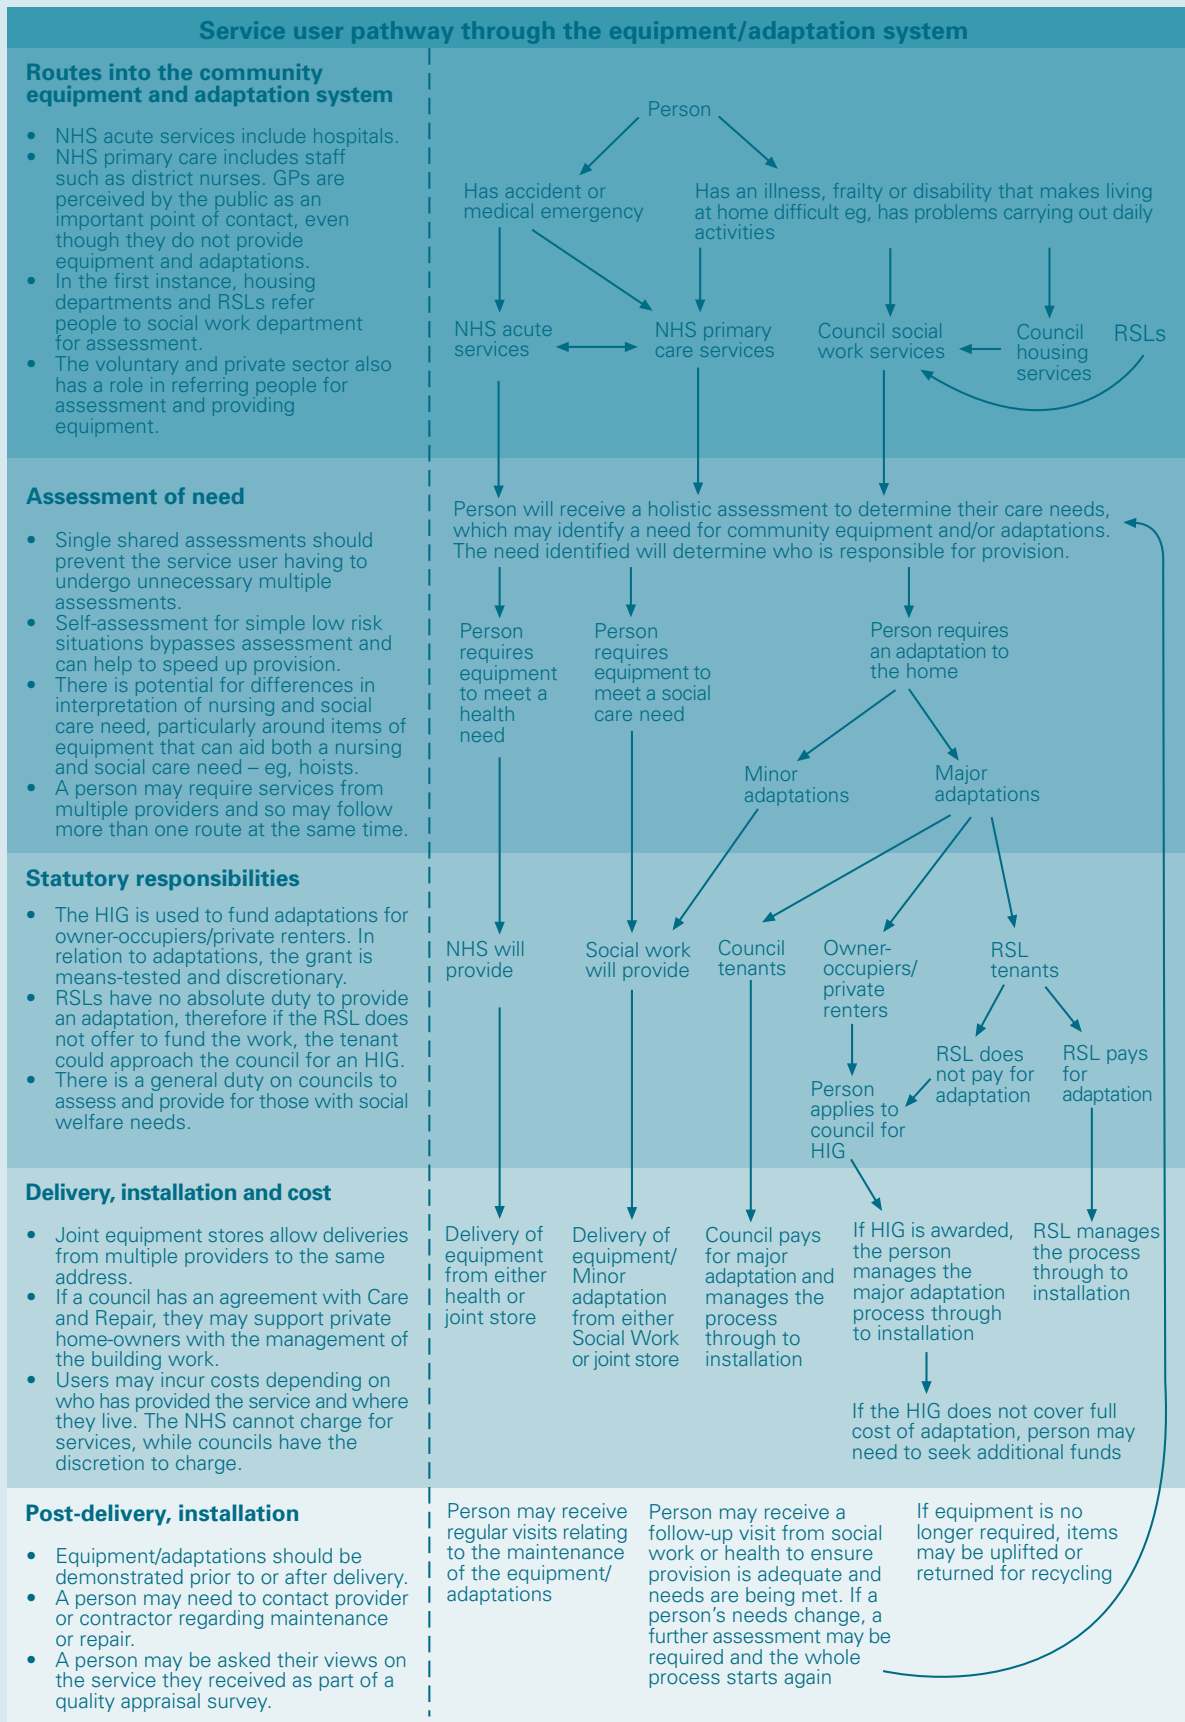 Service user pathway through the equipment/adaptation system
Routes into the community
equipment and adaptation system
• NHS acute services include hospitals.
• NHS primary care includes staff
such as district nurses. GPs are
perceived by the public as an
important point of contact, even
though they do not provide
equipment and adaptations.
• In the first instance, housing
departments and RSLs refer
people to social work department
for assessment.
• The voluntary and private sector also
has a role in referring people for
assessment and providing
equipment.
Person
Has accident or
medical emergency
Has an illness, frailty or disability that makes living
at home difficult eg, has problems carrying out daily
activities
NHS acute
services
NHS primary
care services
Council social
work services
Council
housing
services
RSLs
Assessment of need
• Single shared assessments should
prevent the service user having to
undergo unnecessary multiple
assessments.
• Self-assessment for simple low risk
situations bypasses assessment and
can help to speed up provision.
• There is potential for differences in
interpretation of nursing and social
care need, particularly around items of
equipment that can aid both a nursing
and social care need – eg, hoists.
• A person may require services from
multiple providers and so may follow
more than one route at the same time.
Person will receive a holistic assessment to determine their care needs,
which may identify a need for community equipment and/or adaptations.
The need identified will determine who is responsible for provision.
Person
requires
equipment
to meet a
health
need
Person
requires
equipment to
meet a social
care need
Person requires
an adaptation to
the home
Minor
adaptations
Major
adaptations
Statutory responsibilities
• The HIG is used to fund adaptations for
owner-occupiers/private renters. In
relation to adaptations, the grant is
means-tested and discretionary.
• RSLs have no absolute duty to provide
an adaptation, therefore if the RSL does
not offer to fund the work, the tenant
could approach the council for an HIG.
• There is a general duty on councils to
assess and provide for those with social
welfare needs.
NHS will
provide
Social work
will provide
Council
tenants
Owner-
occupiers/
private
renters
RSL
tenants
RSL does
not pay for
adaptation
RSL pays
for
adaptation
Person
applies to
council for
HIG
Delivery, installation and cost
• Joint equipment stores allow deliveries
from multiple providers to the same
address.
• If a council has an agreement with Care
and Repair, they may support private
home-owners with the management of
the building work.
• Users may incur costs depending on
who has provided the service and where
they live. The NHS cannot charge for
services, while councils have the
discretion to charge.
Delivery of
equipment
from either
health or
joint store
Delivery of
equipment/
Minor
adaptation
from either
Social Work
or joint store
Council pays
for major
adaptation and
manages the
process
through to
installation
If HIG is awarded,
the person
manages the
major adaptation
process through
to installation
RSL manages
the process
through to
installation
If the HIG does not cover full
cost of adaptation, person may
need to seek additional funds
Post-delivery, installation
• Equipment/adaptations should be
demonstrated prior to or after delivery.
• A person may need to contact provider
or contractor regarding maintenance
or repair.
• A person may be asked their views on
the service they received as part of a
quality appraisal survey.
Person may receive
regular visits relating
to the maintenance
of the equipment/
adaptations
Person may receive a
follow-up visit from social
work or health to ensure
provision is adequate and
needs are being met. If a
person's needs change, a
further assessment may be
required and the whole
process starts again
If equipment is no
longer required, items
may be uplifted or
returned for recycling